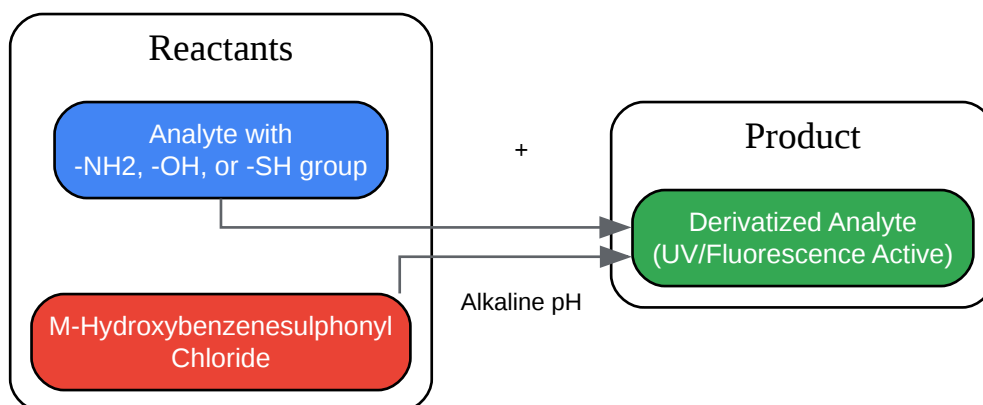 Reactants
Analyte with
-NH2, -OH, or -SH group
+
Product
Derivatized Analyte
(UV/Fluorescence Active)
Alkaline pH
M-Hydroxybenzenesulphonyl
Chloride